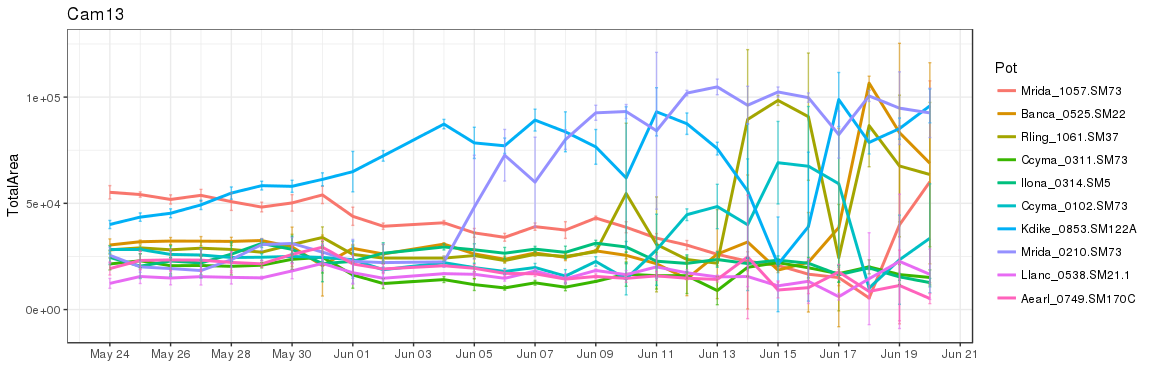 Cam13
TotalArea
1e+05
5e+04
0e+00
May 24 May 26 May 28 May 30 Jun 01 Jun 03 Jun 05 Jun 07 Jun 09 Jun 11 Jun 13 Jun 15 Jun 17 Jun 19 Jun 21
Pot
Mrida_1057.SM73
Banca_0525.SM22
Rling_1061.SM37
Ccyma_0311.SM73
Ilona_0314.SM5
Ccyma_0102.SM73
Kdike_0853.SM122A
Mrida_0210.SM73
Llanc_0538.SM21.1
Aearl_0749.SM170C